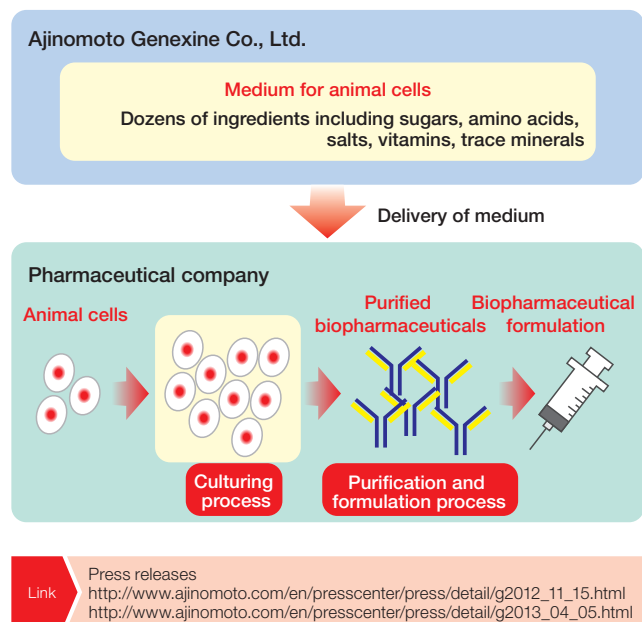 Ajinomoto Genexine Co., Ltd.
Medium for animal cells
Dozens of ingredients including sugars, amino acids,
salts, vitamins, trace minerals
Delivery of medium
Pharmaceutical company
Animal cells
Purified
biopharmaceuticals
Biopharmaceutical
formulation
Culturing
process
Purification and
formulation process
Link
Press releases
http://www.ajinomoto.com/en/presscenter/press/detail/g2012_11_15.html
http://www.ajinomoto.com/en/presscenter/press/detail/g2013_04_05.html